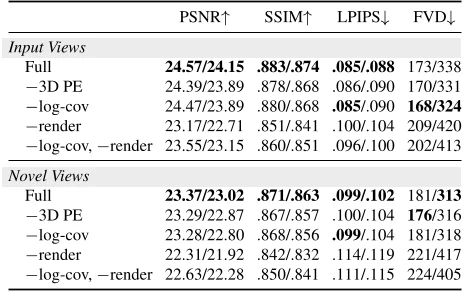 PSNR↑ SSIM↑ LPIPS↓ FVD↓
Input Views
Full 24.57/24.15 .883/.874 .085/.088 173/338
−3D PE 24.39/23.89 .878/.868 .086/.090 170/331
−log-cov 24.47/23.89 .880/.868 .085/.090 168/324
−render 23.17/22.71 .851/.841 .100/.104 209/420
−log-cov, −render 23.55/23.15 .860/.851 .096/.100 202/413
Novel Views
Full 23.37/23.02 .871/.863 .099/.102 181/313
−3D PE 23.29/22.87 .867/.857 .100/.104 176/316
−log-cov 23.28/22.80 .868/.856 .099/.104 181/318
−render 22.31/21.92 .842/.832 .114/.119 221/417
−log-cov, −render 22.63/22.28 .850/.841 .111/.115 224/405